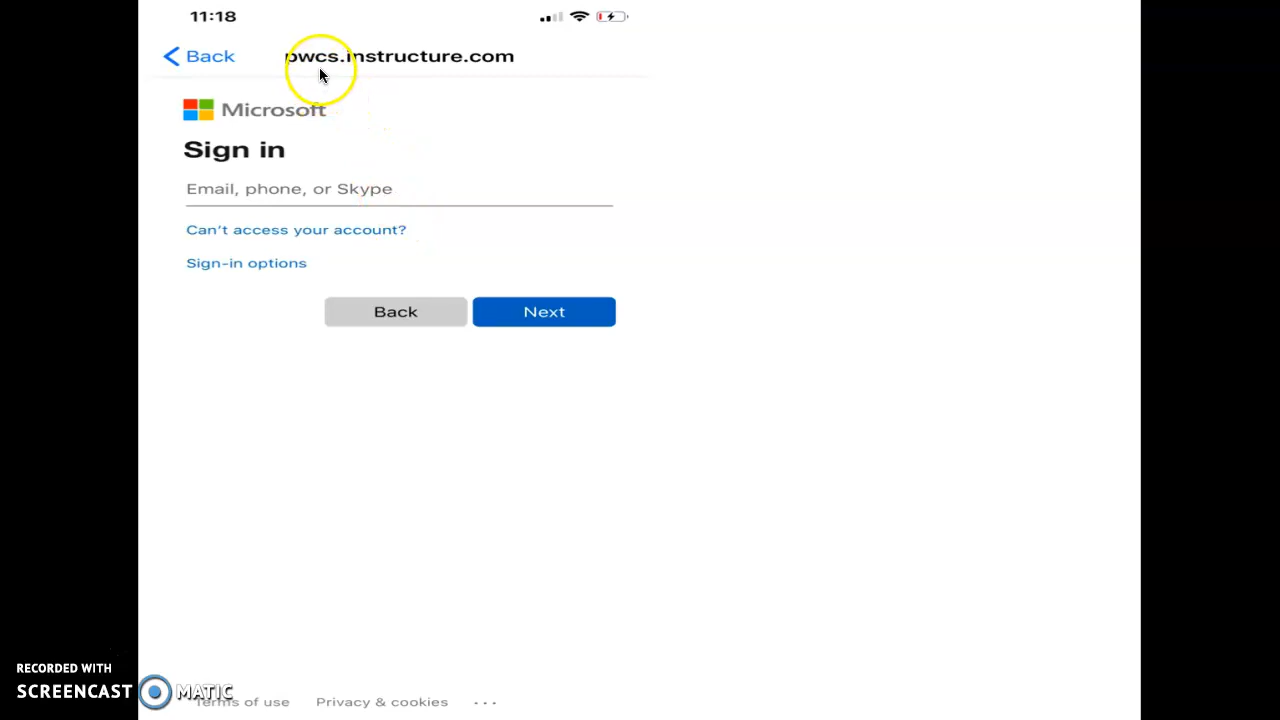 11:18
Back pwcs.instructure.com
Microsoft
Sign in
Email, phone, or Skype
Can't access your account?
Sign-in options
Back Next
RECORDED WITH
SCREENCAST MATIC
Terms of use Privacy & cookies ...